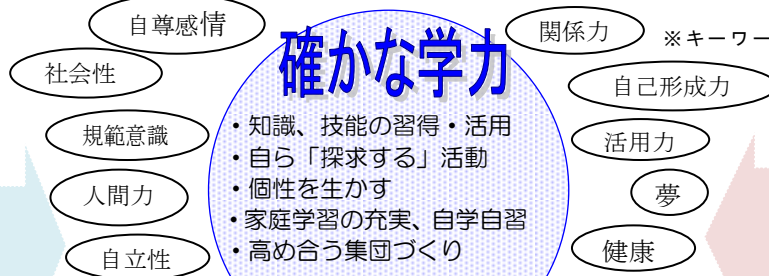 自尊感情
関係力
※キーワー
確かな学力
社会性
自己形成力
・知識、技能の習得・活用
規範意識
活用力
・自ら「探求する」活動
・個性を生かす
人間力
夢
・家庭学習の充実、自学自習
・高め合う集団づくり
自立性
健康